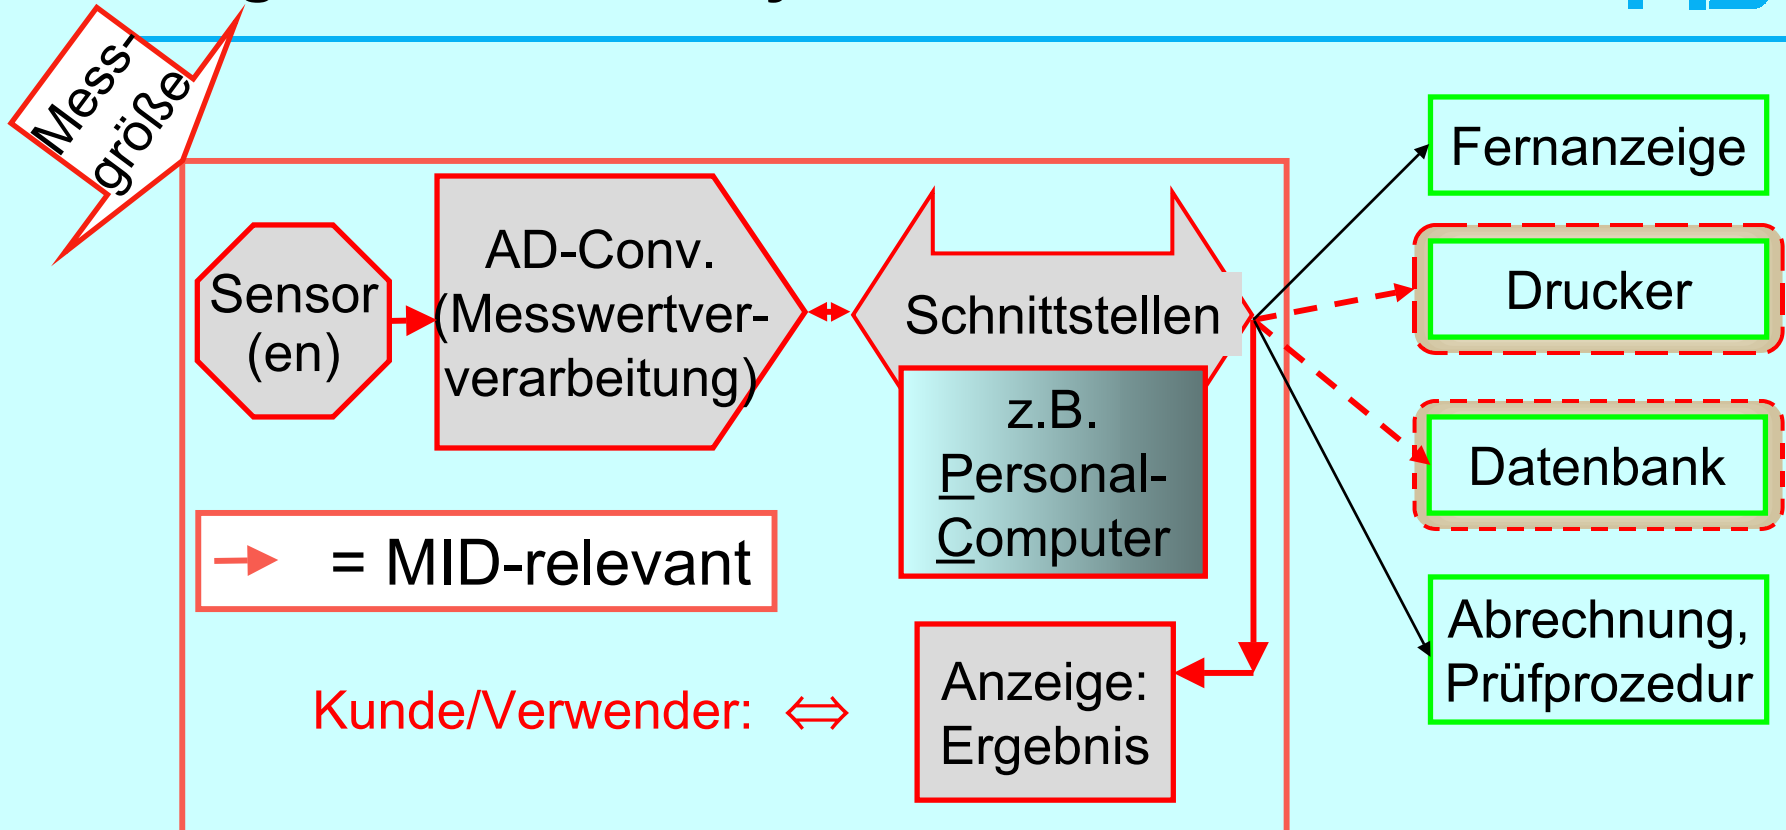 Mess-
größe
Sensor
(en)
AD-Conv.
(Messwertver-
verarbeitung)
Schnittstellen
z.B.
Personal-
Computer
Fernanzeige
Drucker
Datenbank
Abrechnung,
Prüfprozedur
= MID-relevant
Kunde/Verwender: ⇔
Anzeige:
Ergebnis